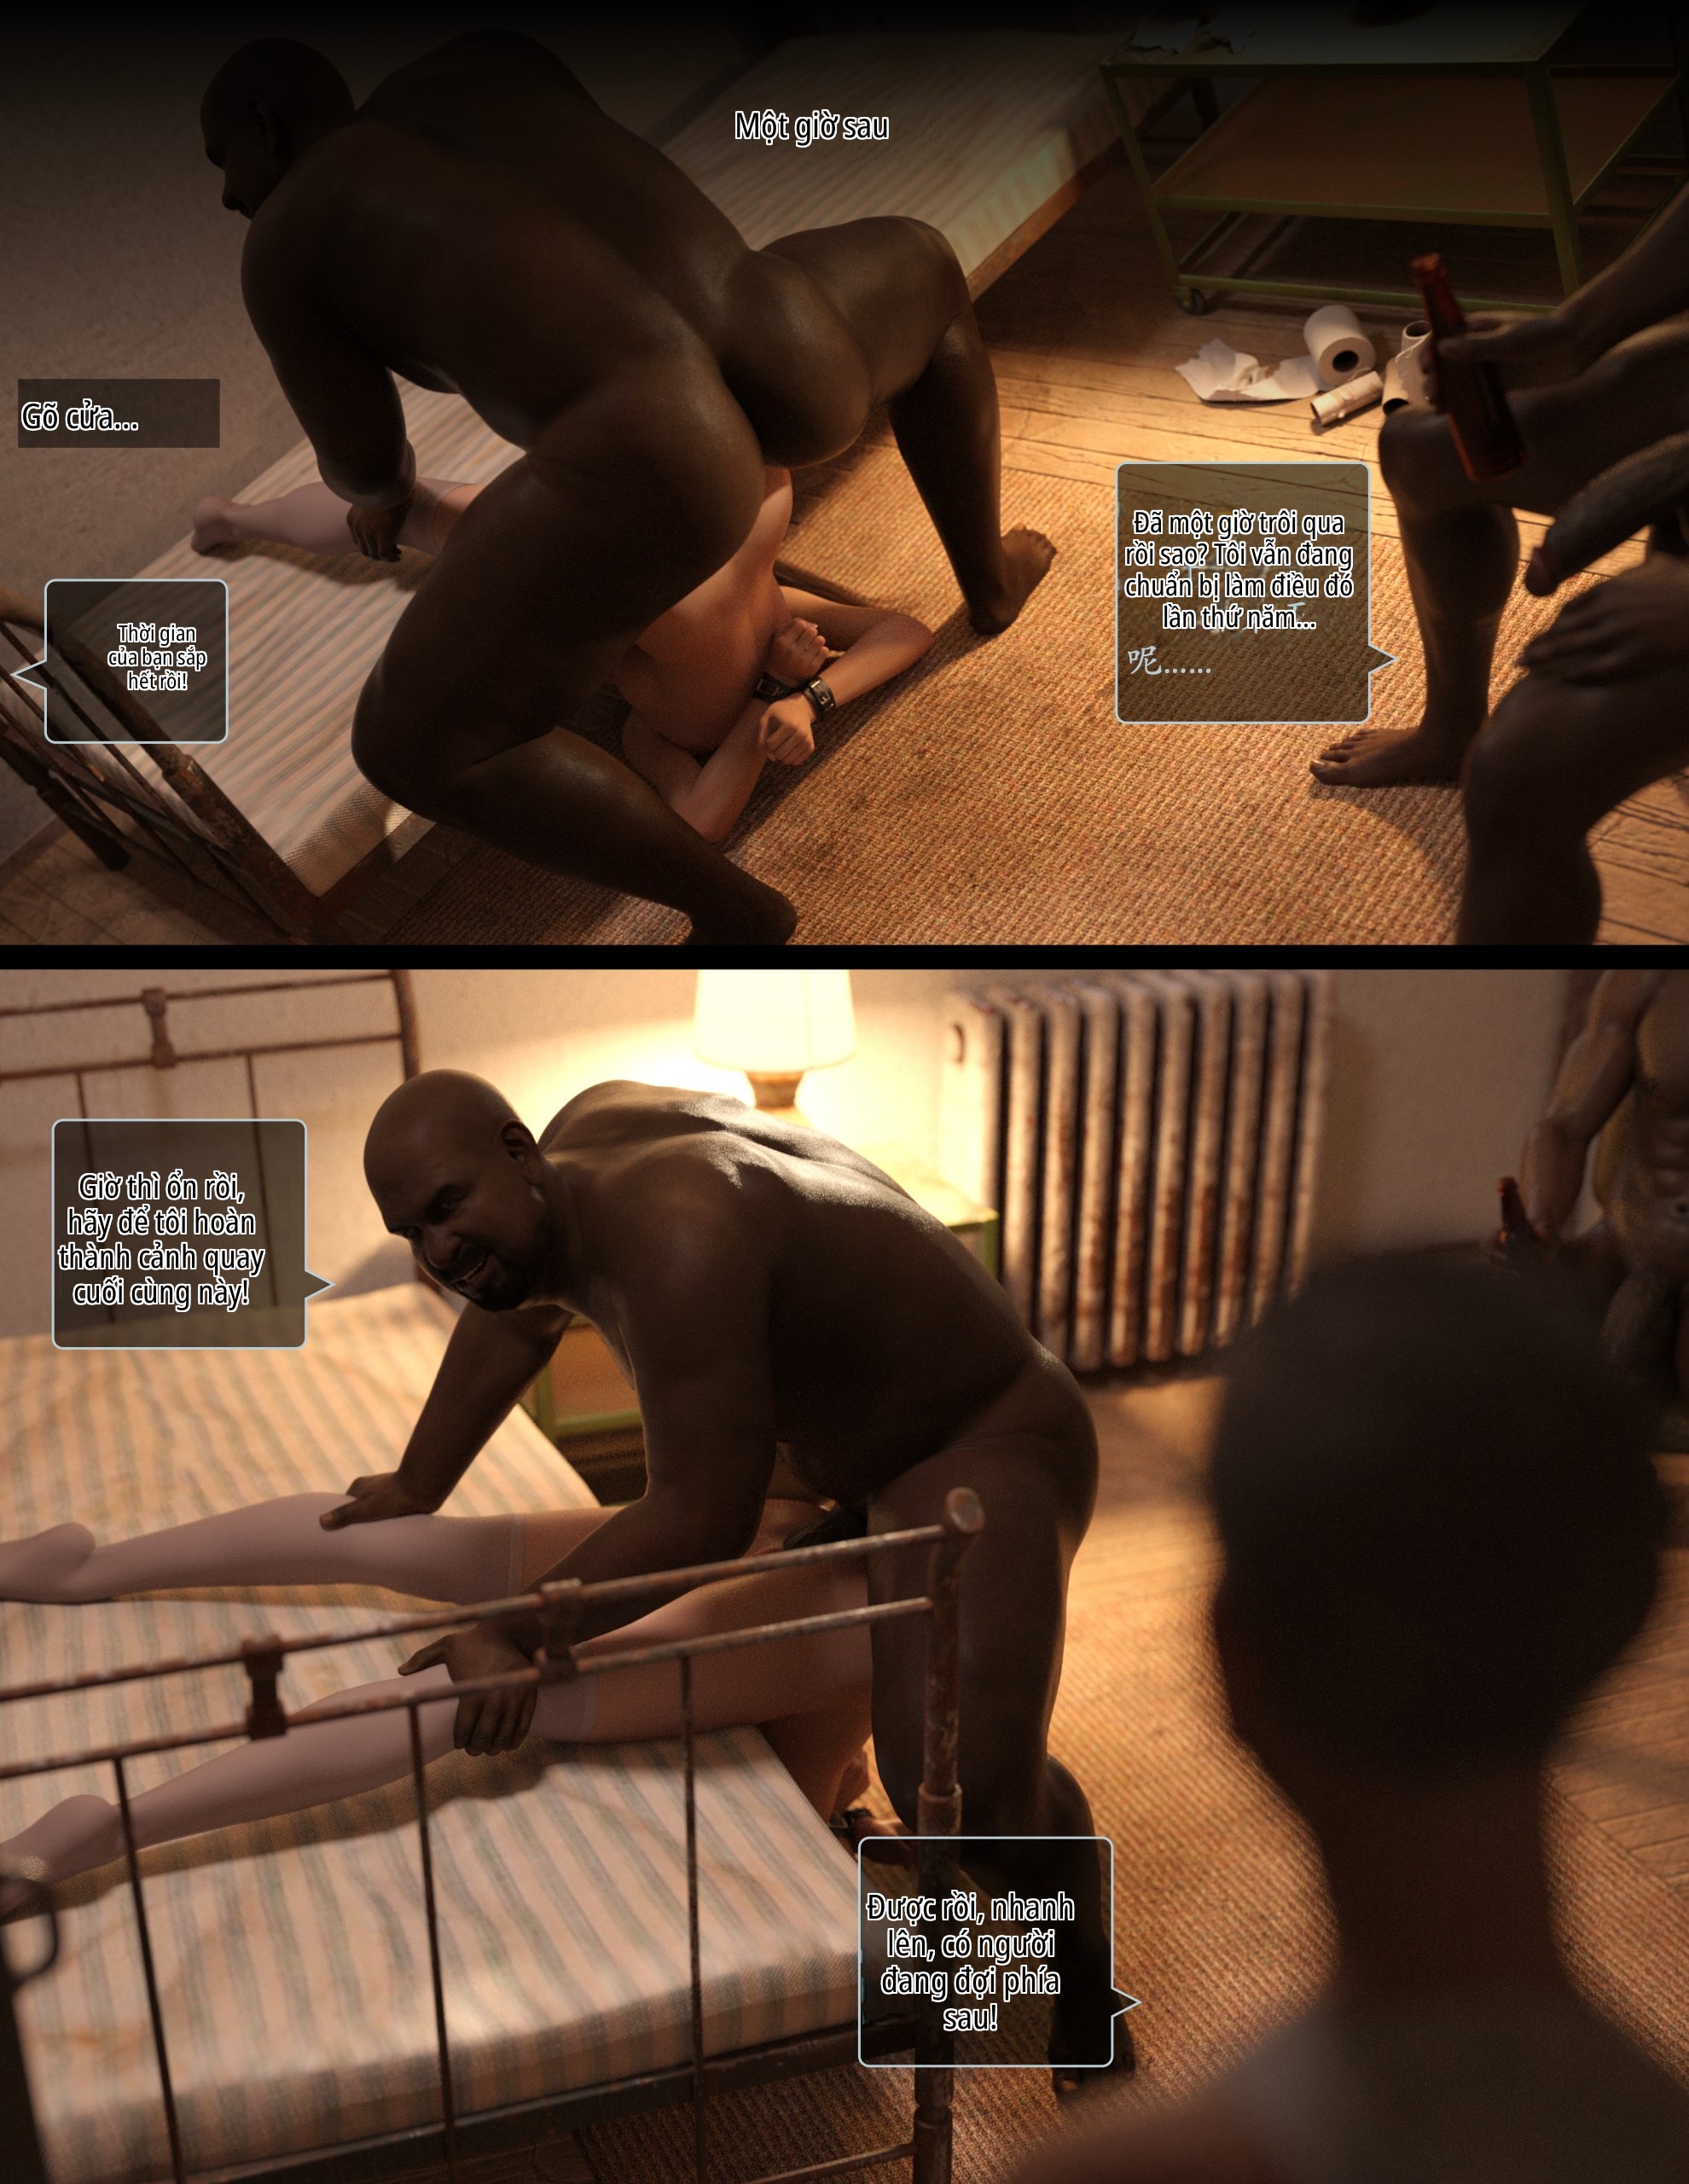 Một giờ sau
Gõ cửa...
Đã một giờ trôi qua
rồi sao? Tôi vẫn đang
chuẩn bị làm điều đó
lần thứ năm...
呢......
Thời gian
của bạn sắp
hết rồi!
Giờ thì ổn rồi,
hãy để tôi hoàn
thành cảnh quay
cuối cùng này!
Được rồi, nhanh
lên, có người
đang đợi phía
sau!